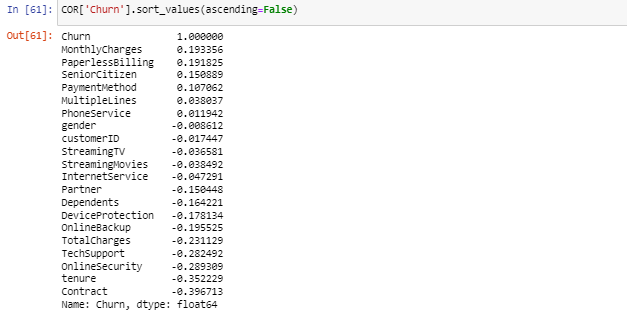 In [61]: COR['Churn'].sort_values(ascending=False)
Out[61]: Churn 1.000000
MonthlyCharges 0.193356
PaperlessBilling 0.191825
SeniorCitizen 0.150889
PaymentMethod 0.107062
MultipleLines 0.038037
PhoneService 0.011942
gender -0.008612
customerID -0.017447
StreamingTV -0.036581
StreamingMovies -0.038492
InternetService -0.047291
Partner -0.150448
Dependents -0.164221
DeviceProtection -0.178134
OnlineBackup -0.195525
TotalCharges -0.231129
TechSupport -0.282492
OnlineSecurity -0.289309
tenure -0.352229
Contract -0.396713
Name: Churn, dtype: float64